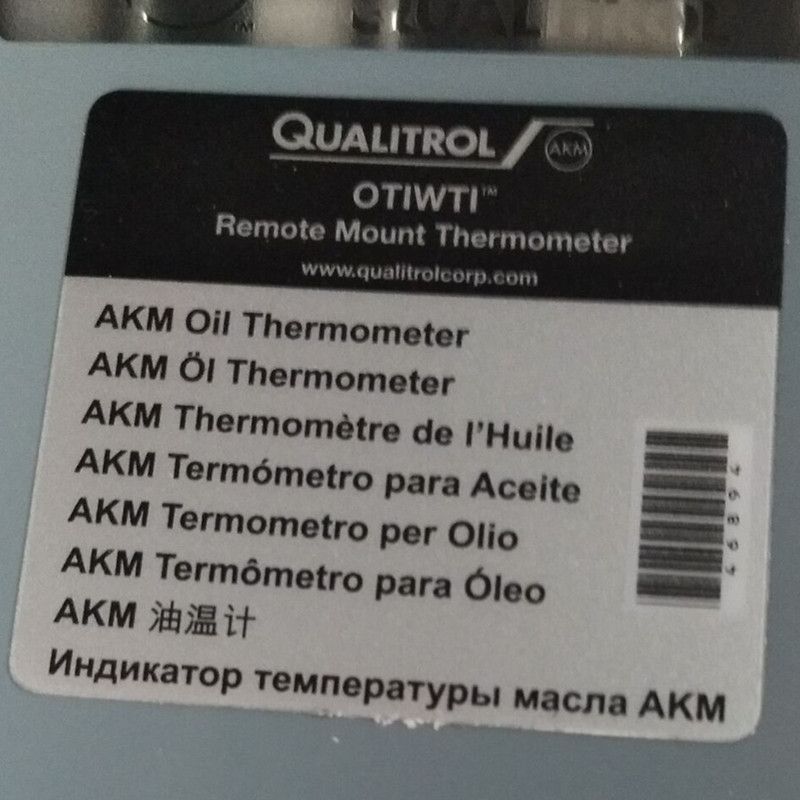 QUALITROL AKM
OTIWTI™
Remote Mount Thermometer
www.qualitrolcorp.com
AKM Oil Thermometer
AKM Öl Thermometer
AKM Thermomètre de l'Huile
AKM Termómetro para Aceite
AKM Termometro per Olio
AKM Termômetro para Óleo
AKM 油温计
Индикатор температуры масла АКМ
46894